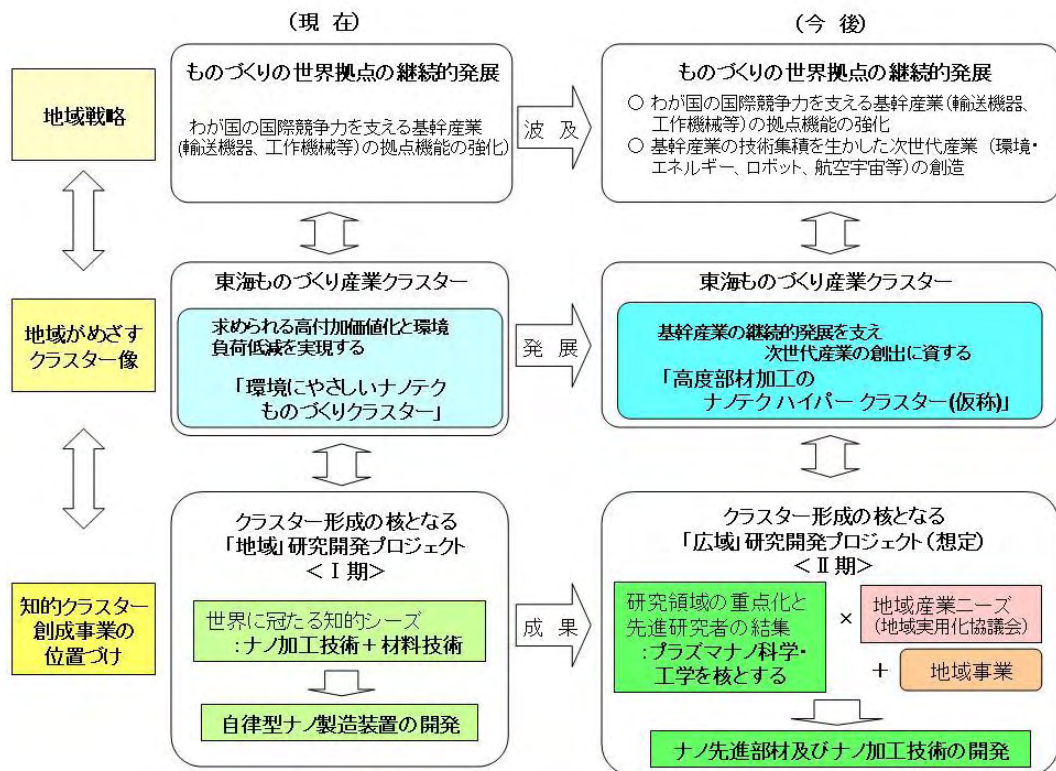 (現 在)
(今 後)
地域戦略
ものづくりの世界拠点の継続的発展
わが国の国際競争力を支える基幹産業
(輸送機器、工作機械等)の拠点機能の強化)
波 及
ものづくりの世界拠点の継続的発展
○ わが国の国際競争力を支える基幹産業(輸送機器、
工作機械等)の拠点機能の強化
○ 基幹産業の技術集積を生かした次世代産業 (環境・
エネルギー、ロボット、航空宇宙等)の創造
地域がめざす
クラスター像
東海ものづくり産業クラスター
求められる高付加価値化と環境
負荷低減を実現する
「環境にやさしいナノテク
ものづくりクラスター」
発 展
東海ものづくり産業クラスター
基幹産業の継続的発展を支え
次世代産業の創出に資する
「高度部材加工の
ナノテク ハイパー クラスター(仮称)」
知的クラスター
創成事業の
位置づけ
クラスター形成の核となる
「地域」研究開発プロジェクト
< Ⅰ 期>
世界に冠たる知的シーズ
:ナノ加工技術+材料技術
自律型ナノ製造装置の開発
成 果
クラスター形成の核となる
「広域」研究開発プロジェクト(想定)
< Ⅱ 期>
研究領域の重点化と
先進研究者の結集
:プラズマナノ科学・
工学を核とする
×
地域産業ニーズ
(地域実用化協議会)
+
地域事業
ナノ先進部材及びナノ加工技術の開発